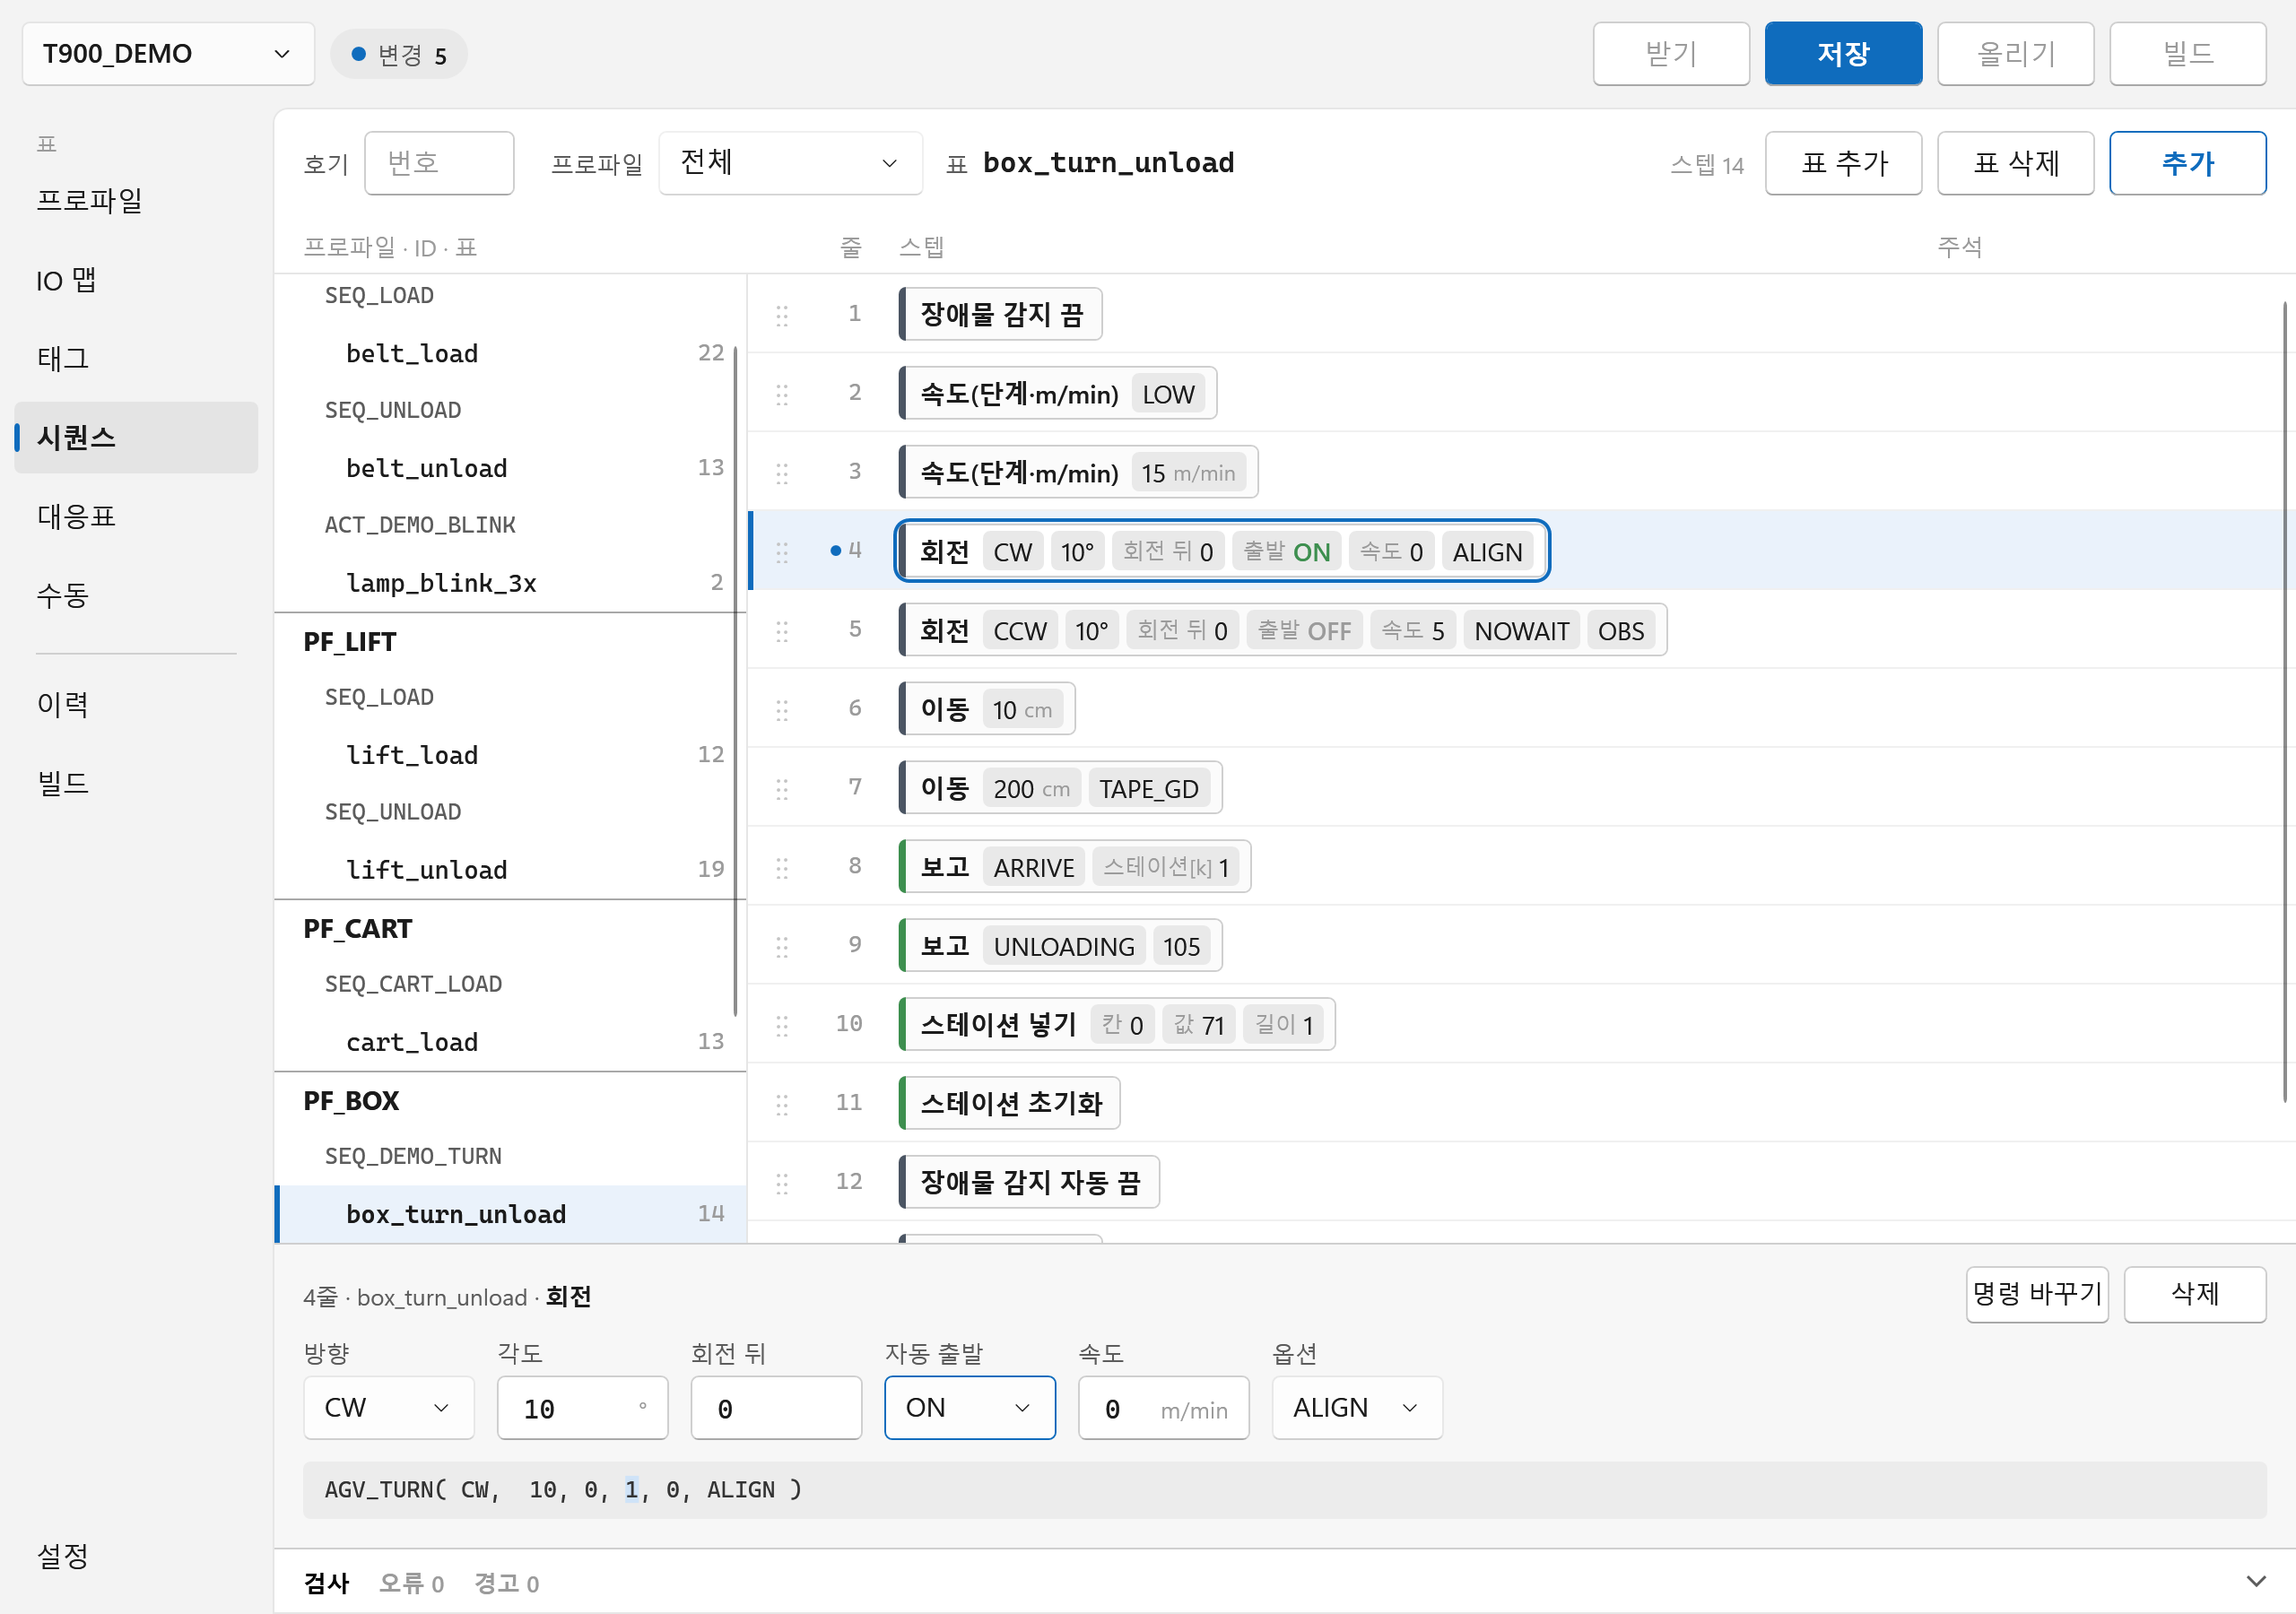 T900_DEMO 변경 5 받기 저장 올리기 빌드
표
프로파일
IO 맵
태그
시퀀스
대응표
수동
이력
빌드
설정
호기 번호 프로파일 전체 표 box_turn_unload 스텝 14 표 추가 표 삭제 추가
프로파일 · ID · 표 줄 스텝 주석
SEQ_LOAD
belt_load 22
SEQ_UNLOAD
belt_unload 13
ACT_DEMO_BLINK
lamp_blink_3x 2
PF_LIFT
SEQ_LOAD
lift_load 12
SEQ_UNLOAD
lift_unload 19
PF_CART
SEQ_CART_LOAD
cart_load 13
PF_BOX
SEQ_DEMO_TURN
box_turn_unload 14
1 장애물 감지 끔
2 속도(단계·m/min) LOW
3 속도(단계·m/min) 15 m/min
4 회전 CW 10° 회전 뒤 0 출발 ON 속도 0 ALIGN
5 회전 CCW 10° 회전 뒤 0 출발 OFF 속도 5 NOWAIT OBS
6 이동 10 cm
7 이동 200 cm TAPE_GD
8 보고 ARRIVE 스테이션[k] 1
9 보고 UNLOADING 105
10 스테이션 넣기 칸 0 값 71 길이 1
11 스테이션 초기화
12 장애물 감지 자동 끔
4줄 · box_turn_unload · 회전 명령 바꾸기 삭제
방향 각도 회전 뒤 자동 출발 속도 옵션
CW 10 ° 0 ON 0 m/min ALIGN
AGV_TURN( CW,  10, 0, 1, 0, ALIGN )
검사 오류 0 경고 0